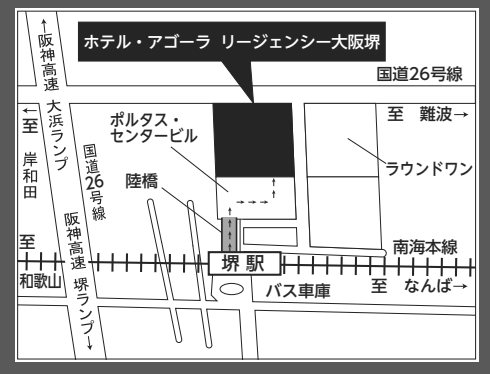 ←阪神高速 大浜ランプ
ホテル・アゴーラ リージェンシー大阪堺
国道26号線
←至 岸和田
国道26号線
ポルタス・
センタービル
至 難波→
陸橋
ラウンドワン
至
和歌山
阪神高速 堺ランプ→
堺 駅
南海本線
バス車庫
至 なんば→